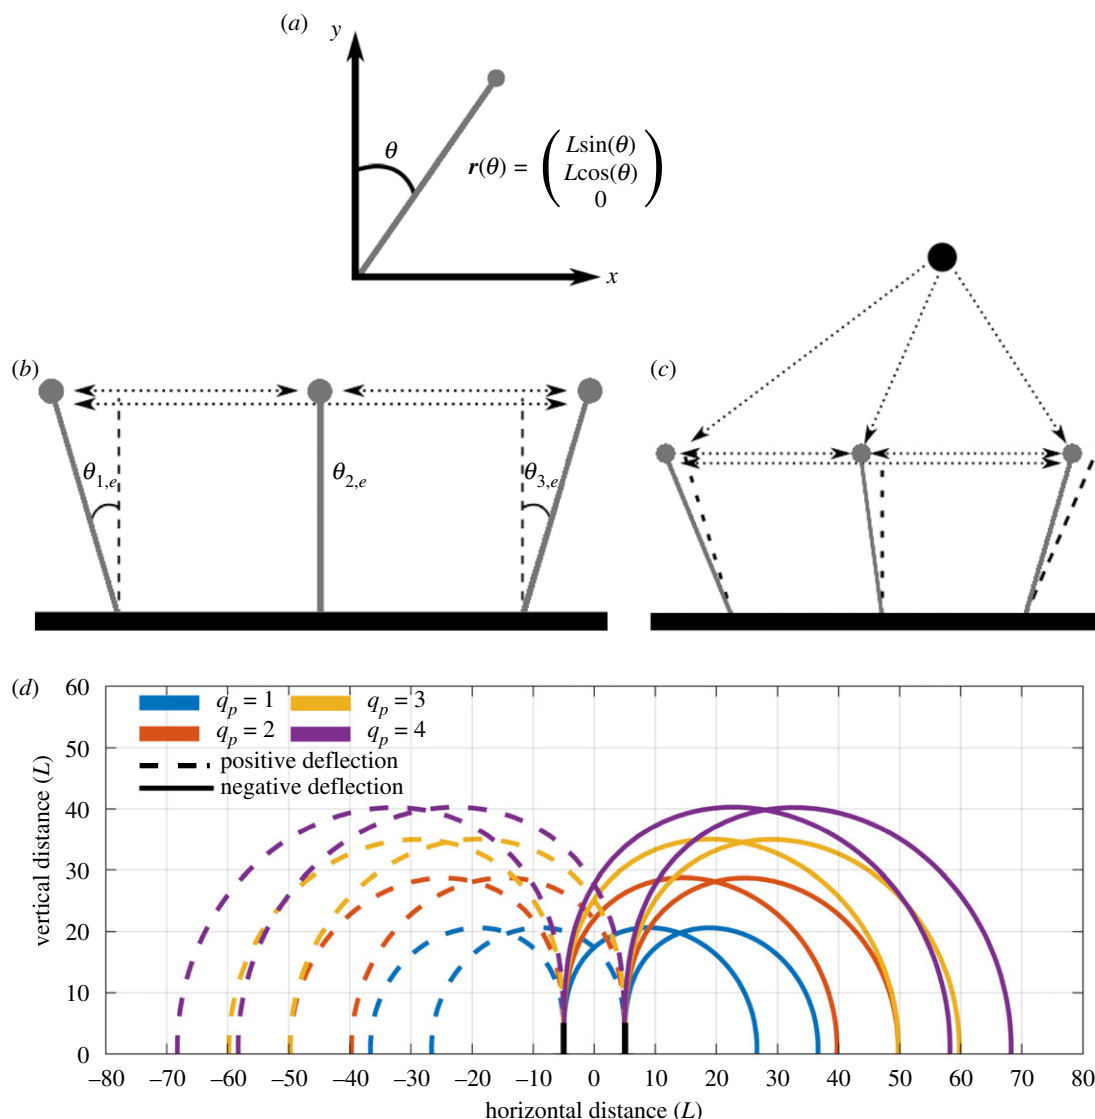 (a)
y
θ
r(θ) = ( Lsin(θ)
Lcos(θ)
0 )
x
(b)
θ1,e
θ2,e
θ3,e
(c)
(d)
60
50
40
30
20
10
0
vertical distance (L)
qp = 1
qp = 3
qp = 2
qp = 4
positive deflection
negative deflection
–80 –70 –60 –50 –40 –30 –20 –10 0 10 20 30 40 50 60 70 80
horizontal distance (L)